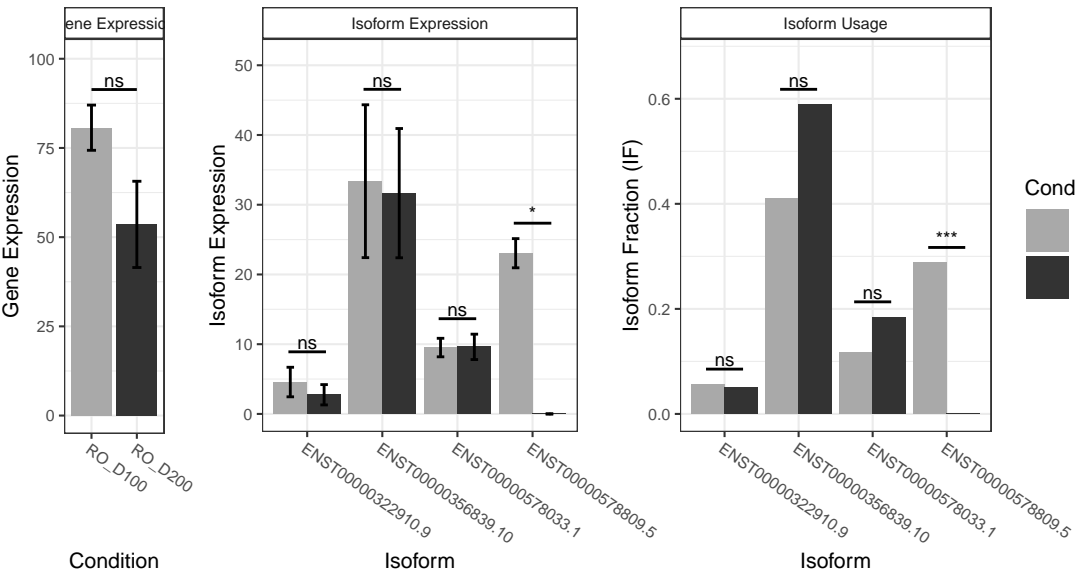 ene Expressio
Gene Expression
100
75
50
25
0
ns
RO_D100
RO_D200
Condition
Isoform Expression
Isoform Expression
50
40
30
20
10
0
ns
ns
ns
*
ENST00000322910.9
ENST00000356839.10
ENST00000578033.1
ENST00000578809.5
Isoform
Isoform Usage
Isoform Fraction (IF)
0.6
0.4
0.2
0.0
ns
ns
ns
***
ENST00000322910.9
ENST00000356839.10
ENST00000578033.1
ENST00000578809.5
Isoform
Cond